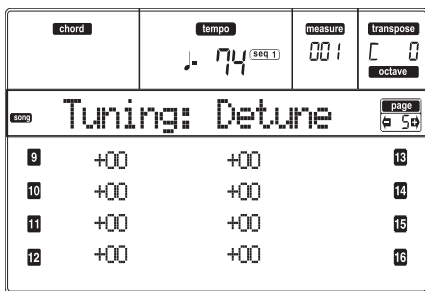 chord tempo measure transpose
♩= 74 seq 1 001 C 0
octave
song Tuning: Detune page 5
9 +00 +00 13
10 +00 +00 14
11 +00 +00 15
12 +00 +00 16